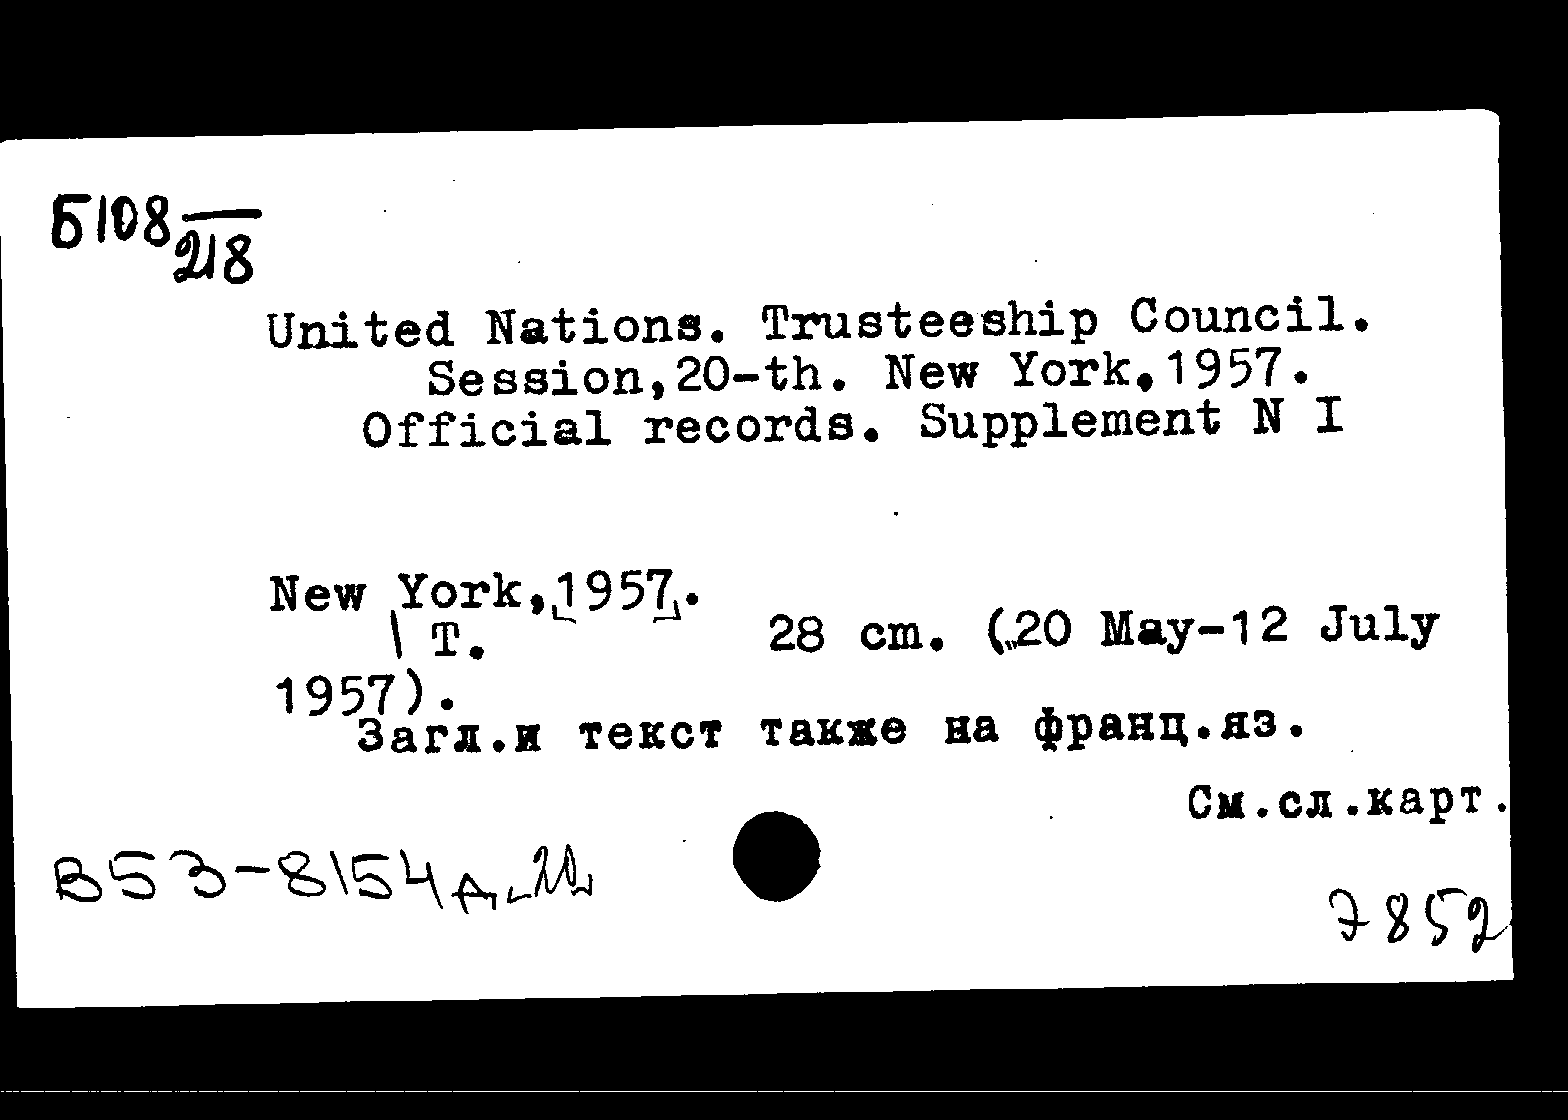 Б108
218
United Nations. Trusteeship Council.
Session,20-th. New York,1957.
Official records. Supplement N I
New York,1957.
\ T. 28 cm. (20 May-12 July
1957).
Загл.и текст также на франц.яз.
См.сл.карт.
B53-8154
7852